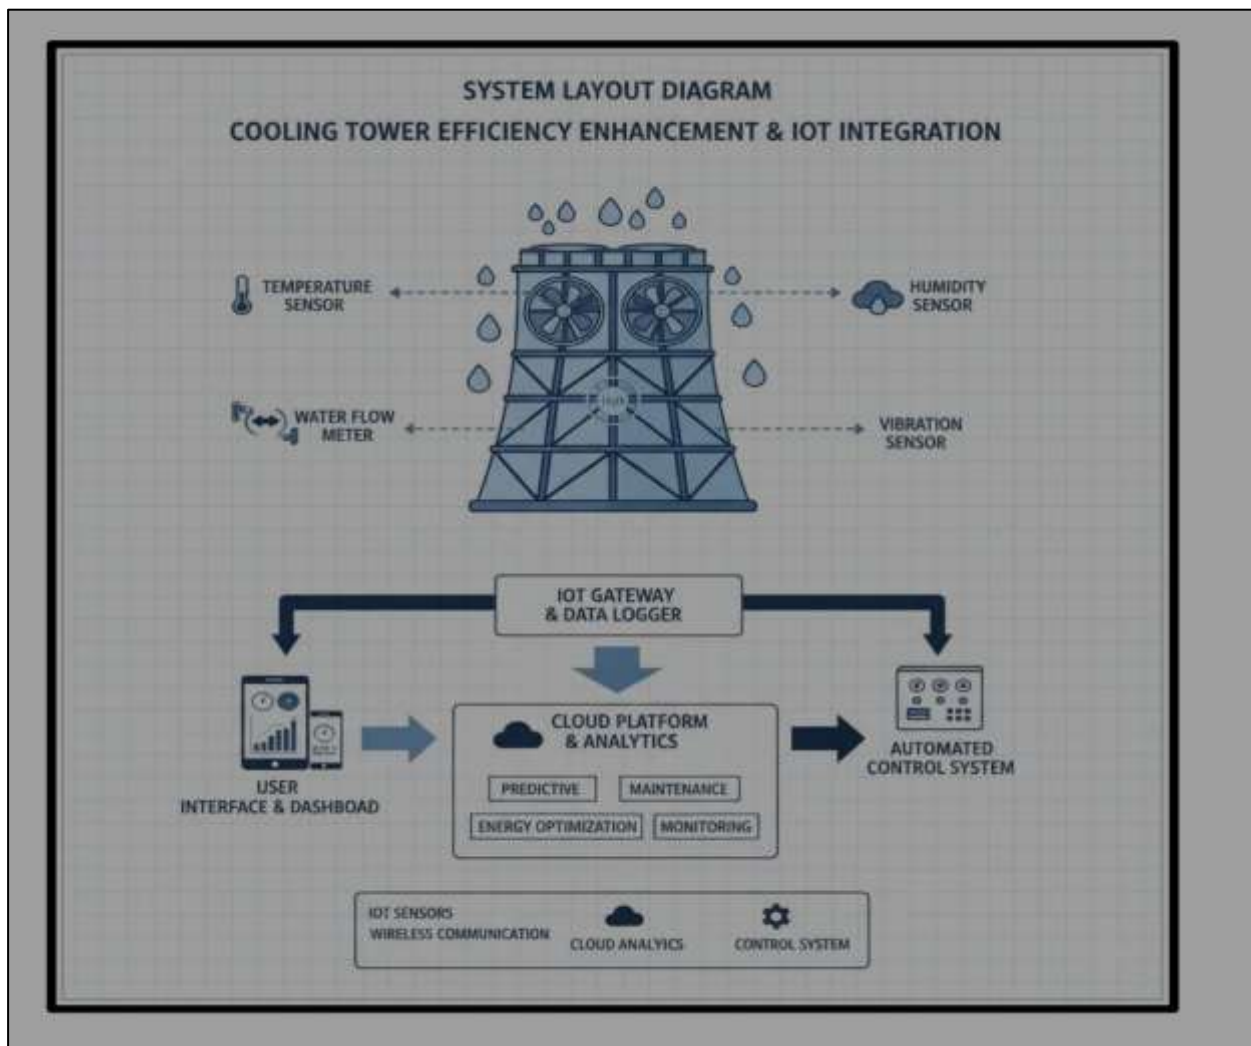 SYSTEM LAYOUT DIAGRAM
COOLING TOWER EFFICIENCY ENHANCEMENT & IOT INTEGRATION
TEMPERATURE
SENSOR
HUMIDITY
SENSOR
WATER FLOW
METER
VIBRATION
SENSOR
IOT GATEWAY
& DATA LOGGER
CLOUD PLATFORM
& ANALYTICS
PREDICTIVE
MAINTENANCE
ENERGY OPTIMIZATION
MONITORING
USER
INTERFACE & DASHBOAD
AUTOMATED
CONTROL SYSTEM
IOT SENSORS
WIRELESS COMMUNICATION
CLOUD ANALYICS
CONTROL SYSTEM